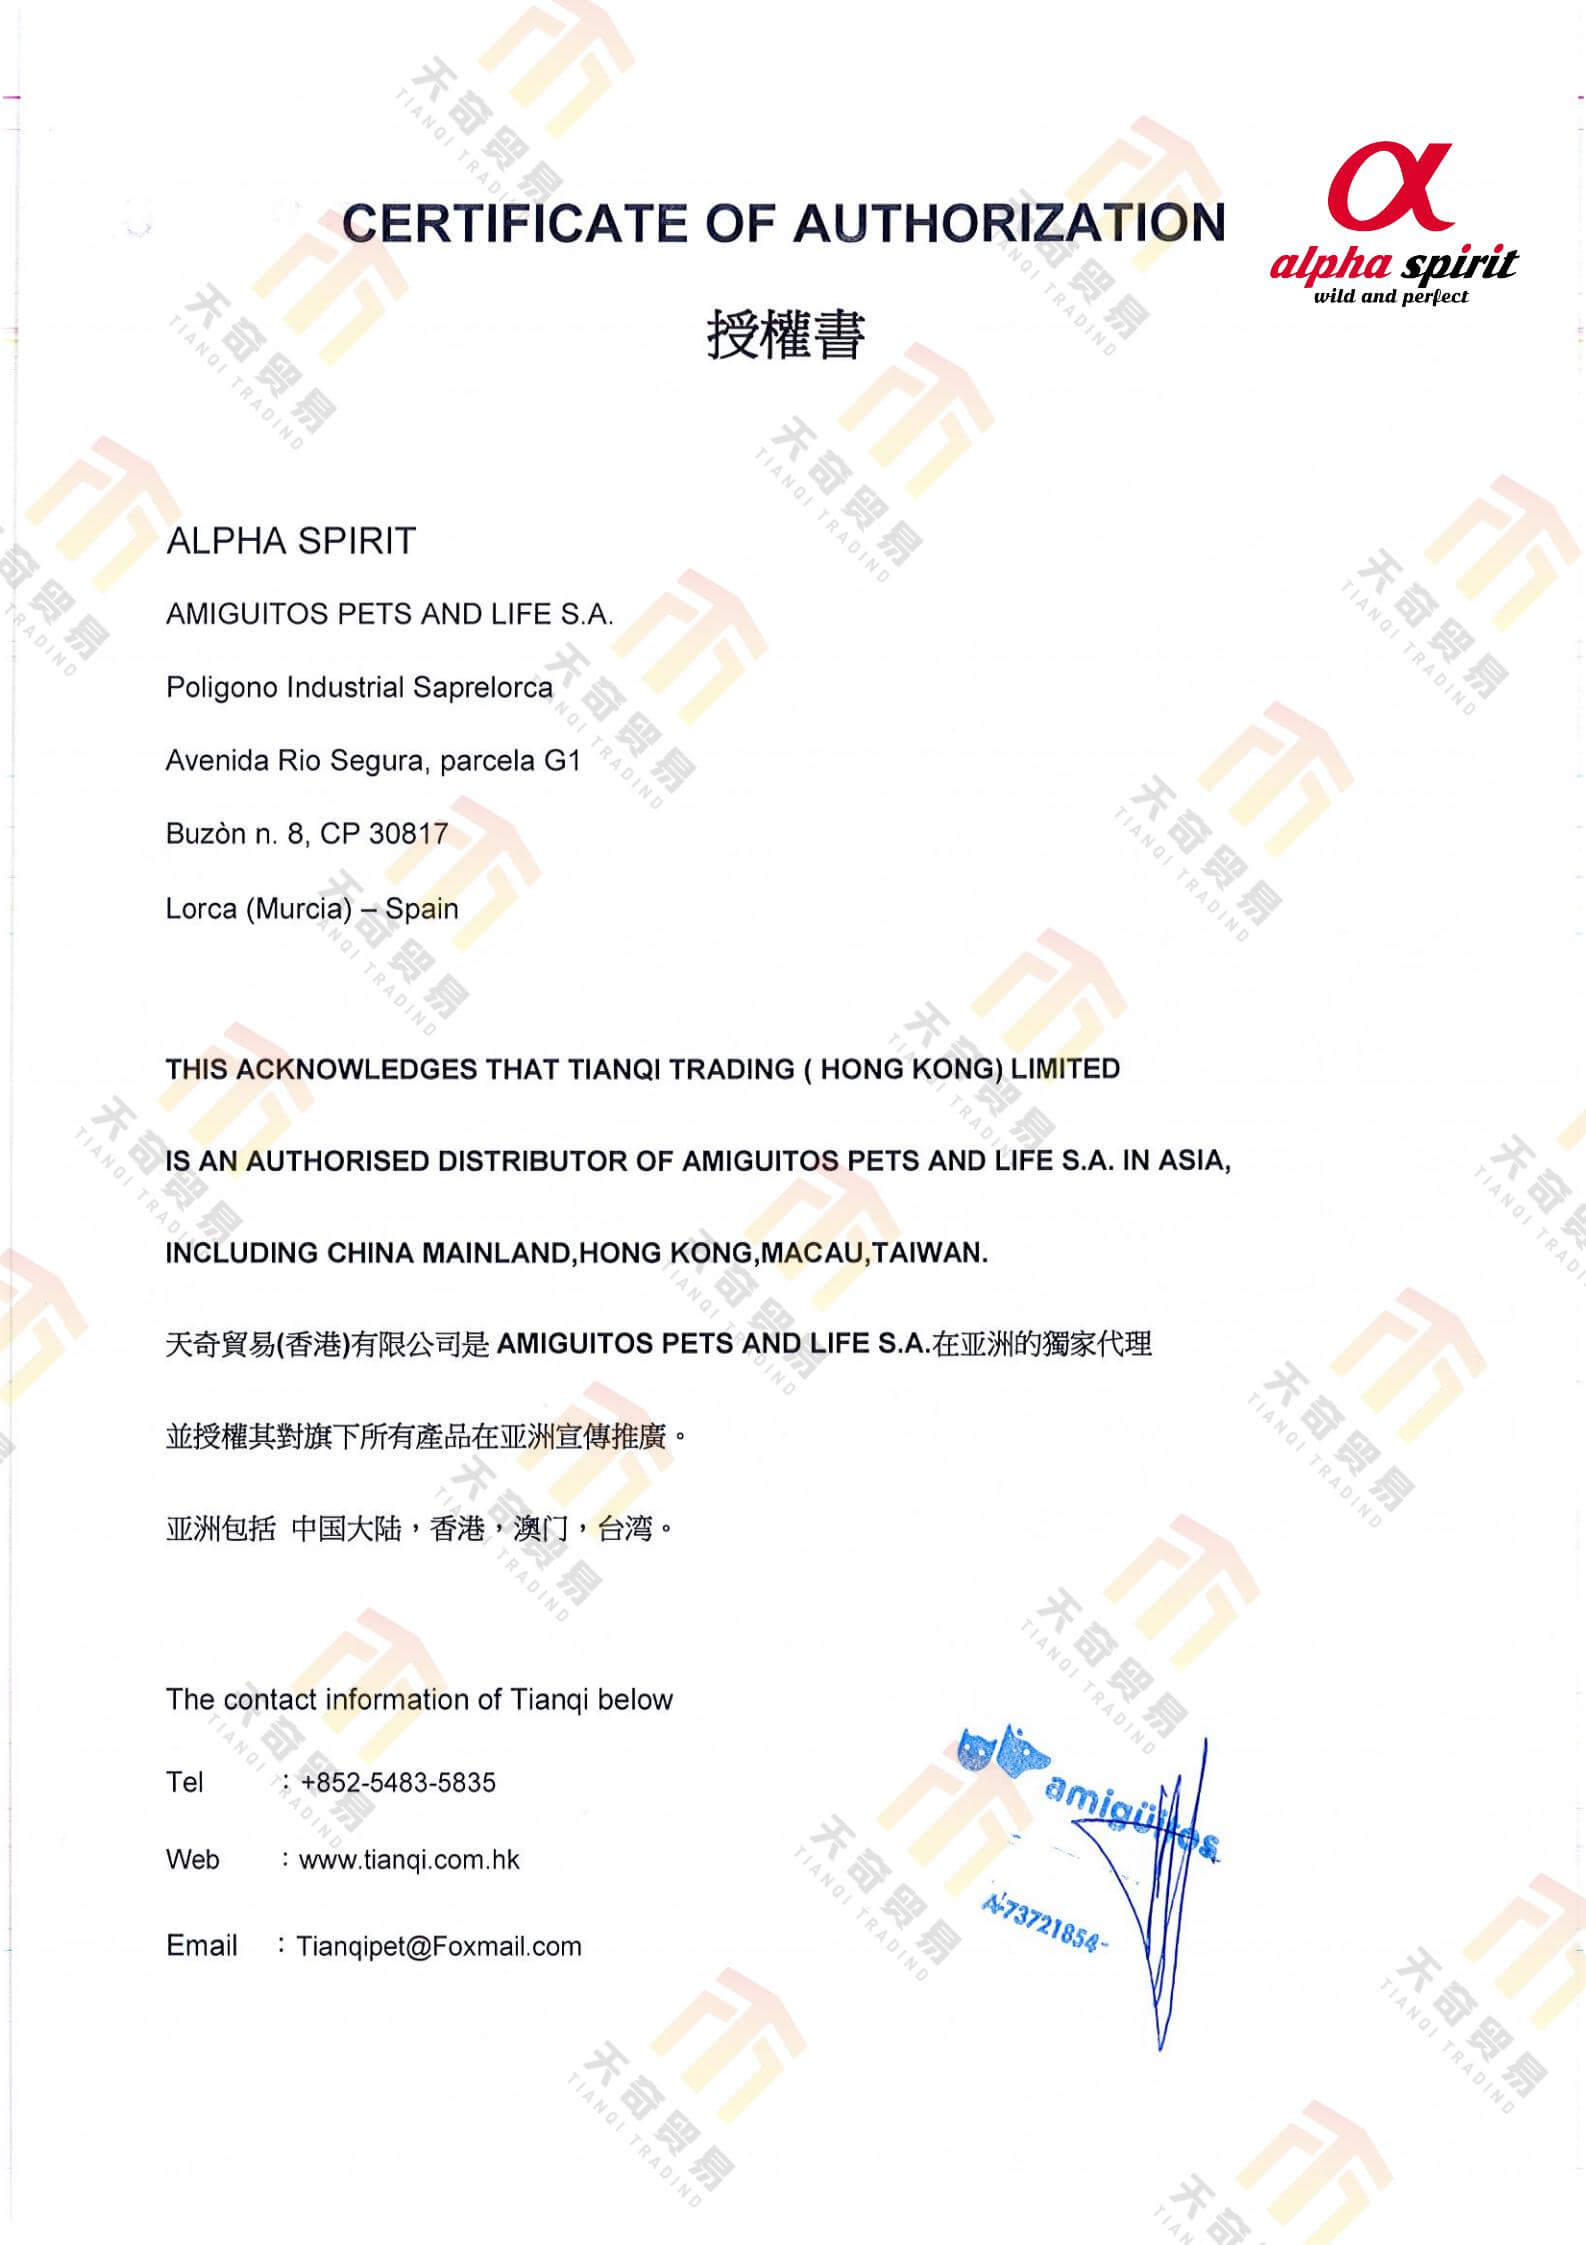 CERTIFICATE OF AUTHORIZATION
α
alpha spirit
wild and perfect
授權書
ALPHA SPIRIT
AMIGUITOS PETS AND LIFE S.A.
Poligono Industrial Saprelorca
Avenida Rio Segura, parcela G1
Buzòn n. 8, CP 30817
Lorca (Murcia) – Spain
THIS ACKNOWLEDGES THAT TIANQI TRADING ( HONG KONG) LIMITED
IS AN AUTHORISED DISTRIBUTOR OF AMIGUITOS PETS AND LIFE S.A. IN ASIA,
INCLUDING CHINA MAINLAND,HONG KONG,MACAU,TAIWAN.
天奇貿易(香港)有限公司是 AMIGUITOS PETS AND LIFE S.A.在亚洲的獨家代理
並授權其對旗下所有產品在亚洲宣傳推廣。
亚洲包括 中国大陆，香港，澳门，台湾。
The contact information of Tianqi below
Tel : +852-5483-5835
Web : www.tianqi.com.hk
Email : Tianqipet@Foxmail.com
amigüitos
A-73721854-
天奇贸易
TIANQI TRADIND